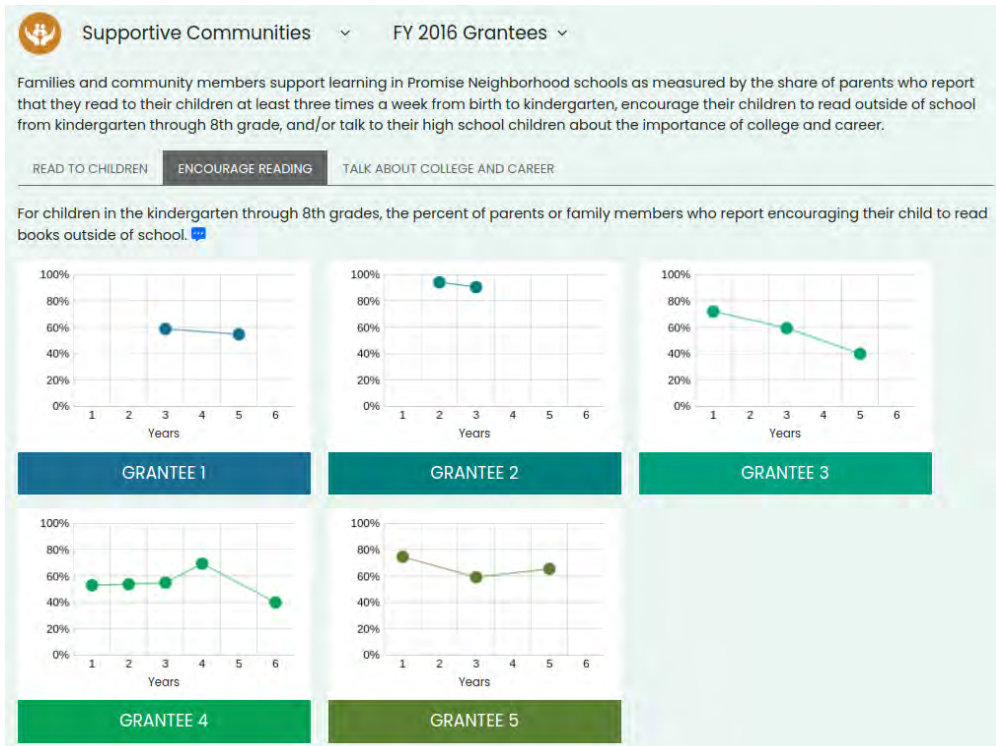 Supportive Communities
FY 2016 Grantees
Families and community members support learning in Promise Neighborhood schools as measured by the share of parents who report
that they read to their children at least three times a week from birth to kindergarten, encourage their children to read outside of school
from kindergarten through 8th grade, and/or talk to their high school children about the importance of college and career.
READ TO CHILDREN ENCOURAGE READING TALK ABOUT COLLEGE AND CAREER
For children in the kindergarten through 8th grades, the percent of parents or family members who report encouraging their child to read
books outside of school.
100%
80%
60%
40%
20%
0%
1 2 3 4 5 6
Years
GRANTEE 1
100%
80%
60%
40%
20%
0%
1 2 3 4 5 6
Years
GRANTEE 2
100%
80%
60%
40%
20%
0%
1 2 3 4 5 6
Years
GRANTEE 3
100%
80%
60%
40%
20%
0%
1 2 3 4 5 6
Years
GRANTEE 4
100%
80%
60%
40%
20%
0%
1 2 3 4 5 6
Years
GRANTEE 5